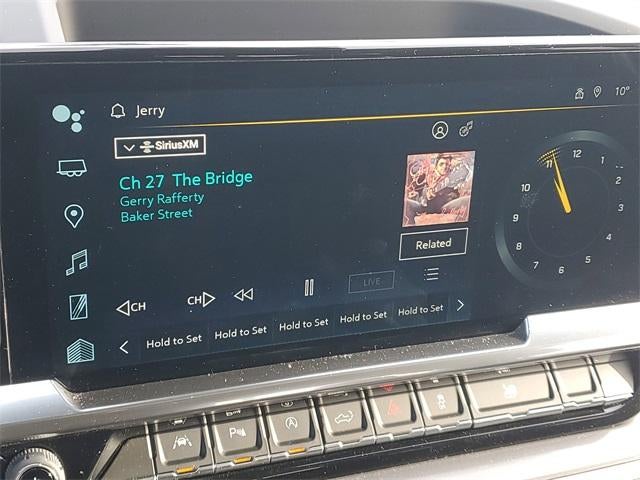 Jerry
10°
SiriusXM
Ch 27 The Bridge
Gerry Rafferty
Baker Street
Related
CH
CH
LIVE
Hold to Set
Hold to Set
Hold to Set
Hold to Set
Hold to Set
12
1
2
3
4
5
6
7
8
9
10
11